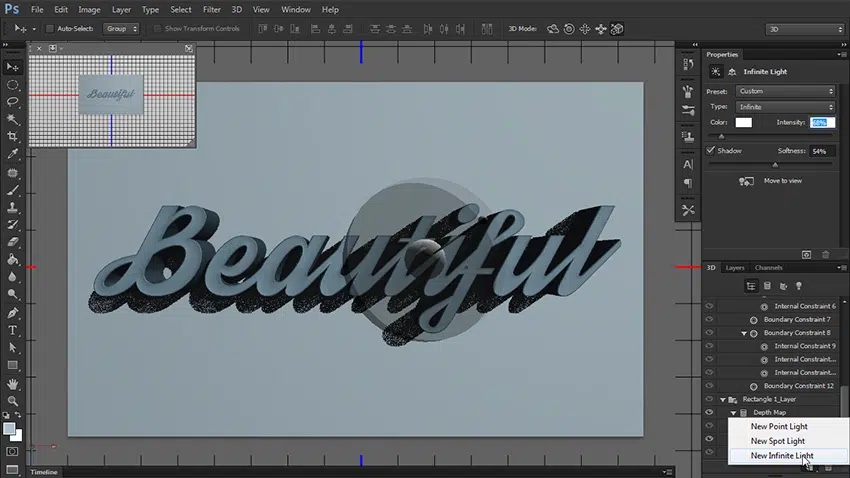 Ps File Edit Image Layer Type Select Filter 3D View Window Help
Auto-Select: Group Show Transform Controls 3D Mode: 3D
Beautiful
Beautiful
Properties
Infinite Light
Preset: Custom
Type: Infinite
Color: Intensity: 68%
Shadow Softness: 54%
Move to view
3D Layers Channels
Internal Constraint 6
Boundary Constraint 7
Boundary Constraint 8
Internal Constraint 9
Internal Constraint...
Internal Constraint...
Boundary Constraint 12
Rectangle 1_Layer
Depth Map
New Point Light
New Spot Light
New Infinite Light
Timeline